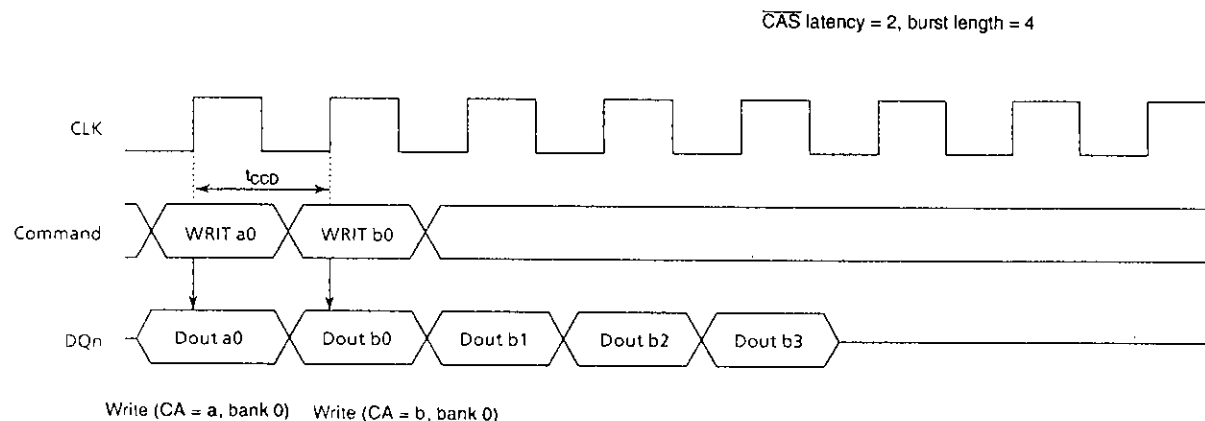 C̅A̅S̅ latency = 2, burst length = 4
CLK
tCCD
Command WRIT a0 WRIT b0
DQn Dout a0 Dout b0 Dout b1 Dout b2 Dout b3
Write (CA = a, bank 0) Write (CA = b, bank 0)